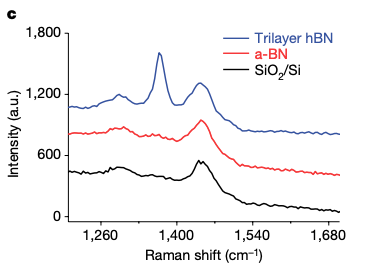 c
1,800
Trilayer hBN
a-BN
SiO₂/Si
1,200
600
0
Intensity (a.u.)
1,260 1,400 1,540 1,680
Raman shift (cm⁻¹)